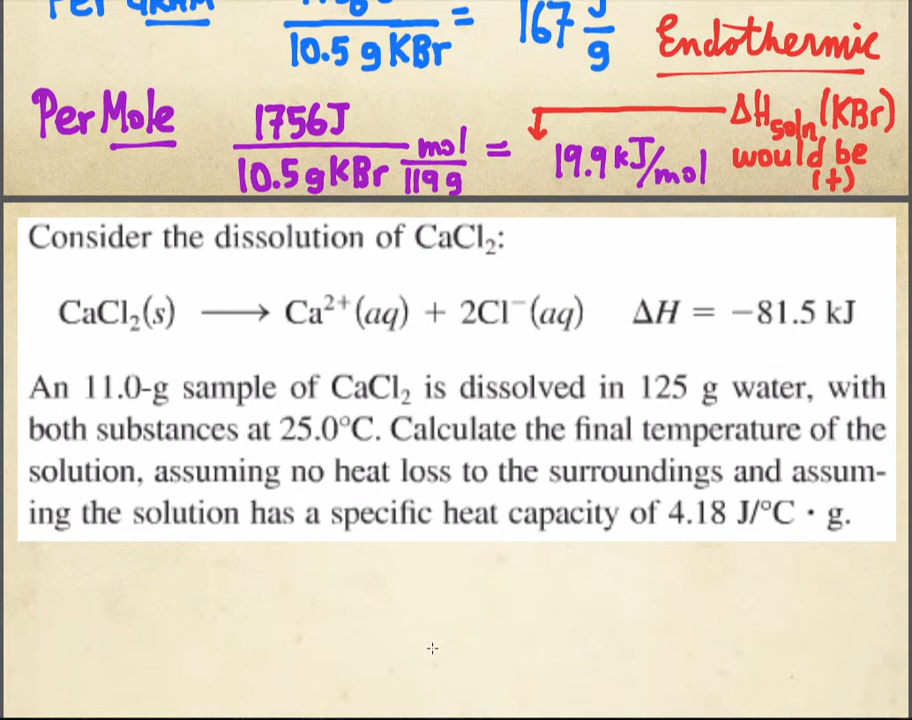 Per GRAM
10.5 g KBr = 167 J/g Endothermic
Per Mole 1756J / 10.5 g KBr mol / 119 g = 19.9 kJ/mol ΔHsoln (KBr) would be (+)
Consider the dissolution of CaCl₂:
CaCl₂(s) ⟶ Ca²⁺(aq) + 2Cl⁻(aq) ΔH = −81.5 kJ
An 11.0-g sample of CaCl₂ is dissolved in 125 g water, with
both substances at 25.0°C. Calculate the final temperature of the
solution, assuming no heat loss to the surroundings and assum-
ing the solution has a specific heat capacity of 4.18 J/°C · g.